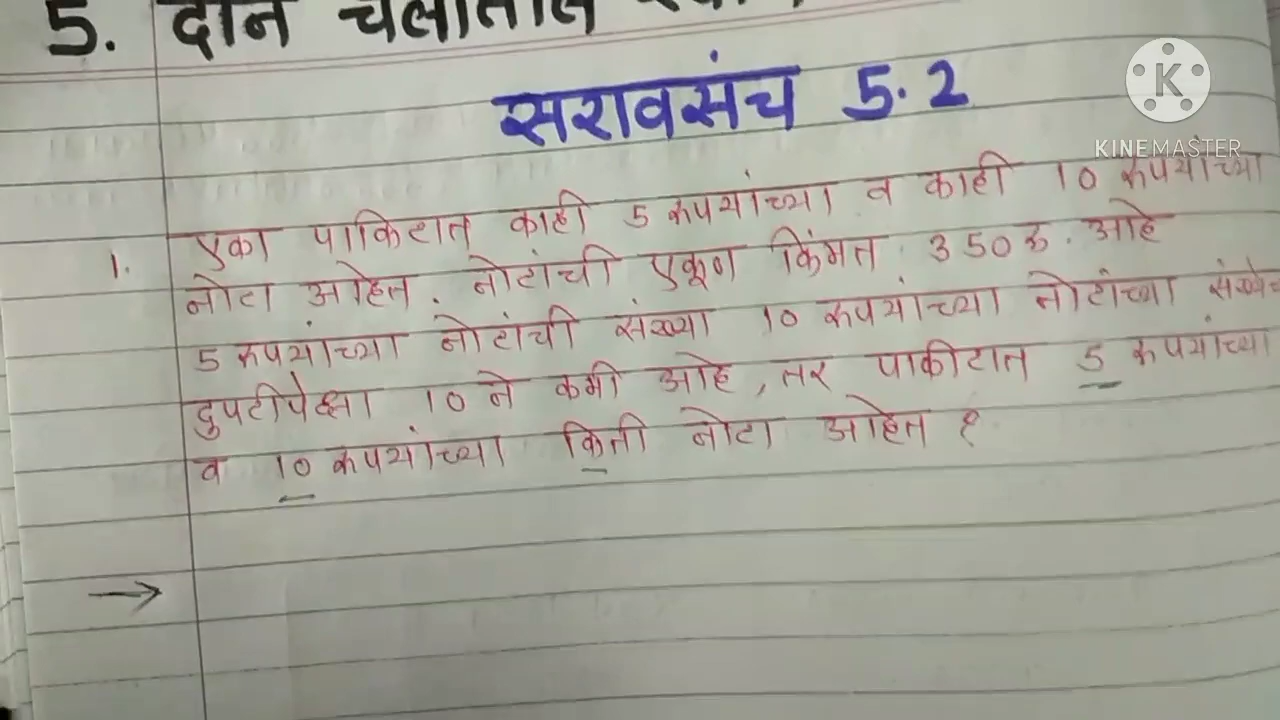 5. दोन चलांतील
सरावसंच 5.2
KINEMASTER
1. एका पाकिटात काही 5 रुपयांच्या व काही 10 रुपयांच्या
नोटा आहेत. नोटांची एकूण किंमत 350 रु. आहे
5 रुपयांच्या नोटांची संख्या 10 रुपयांच्या नोटांच्या संख्येच्या
दुपटीपेक्षा 10 ने कमी आहे, तर पाकीटात 5 रुपयांच्या
व 10 रुपयांच्या किती नोटा आहेत ?